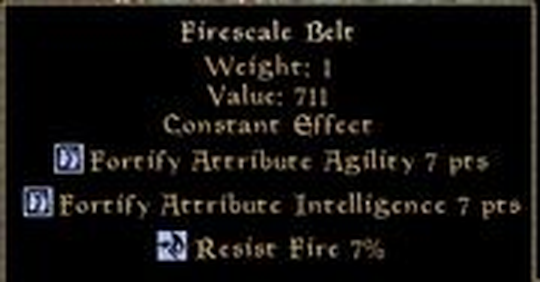 Firescale Belt
Weight: 1
Value: 711
Constant Effect
Fortify Attribute Agility 7 pts
Fortify Attribute Intelligence 7 pts
Resist Fire 7%